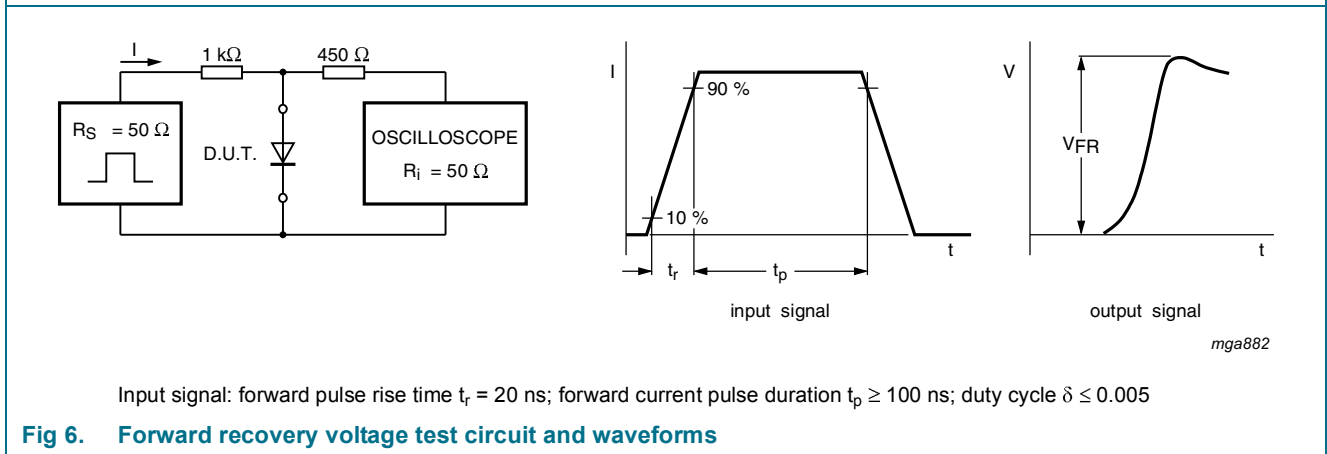 I
1 kΩ
450 Ω
R_S = 50 Ω
D.U.T.
OSCILLOSCOPE
R_i = 50 Ω
I
90 %
10 %
t_r
t_p
t
input signal
V
V_FR
t
output signal
mga882
Input signal: forward pulse rise time t_r = 20 ns; forward current pulse duration t_p ≥ 100 ns; duty cycle δ ≤ 0.005
Fig 6. Forward recovery voltage test circuit and waveforms